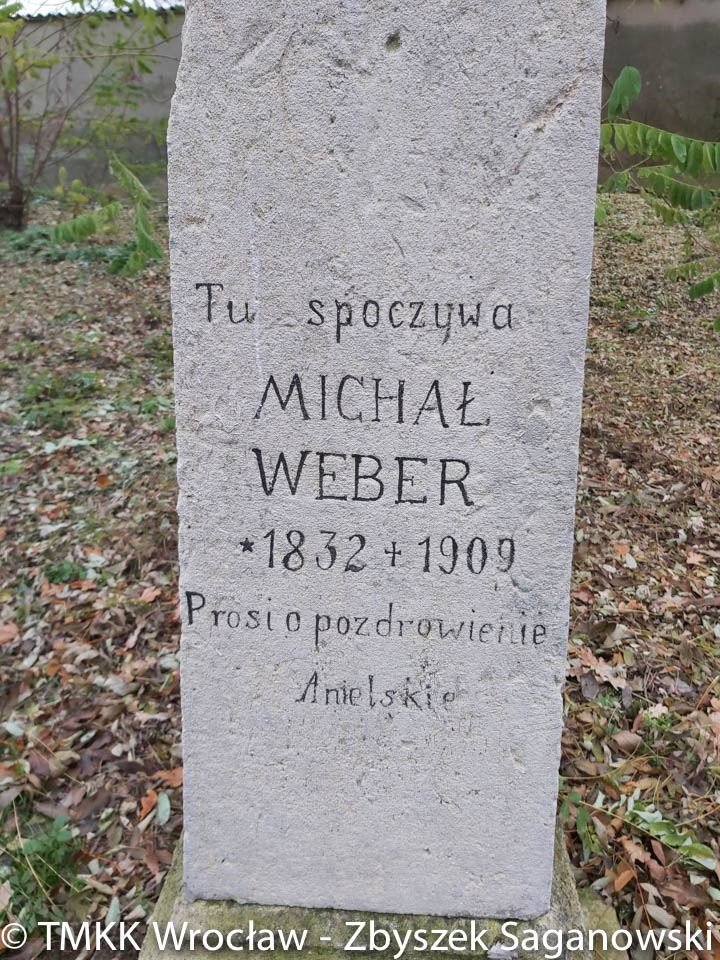 Tu spoczywa
MICHAŁ
WEBER
*1832 + 1909
Prosi o pozdrowienie
Anielskie
© TMKK Wrocław - Zbyszek Saganowski